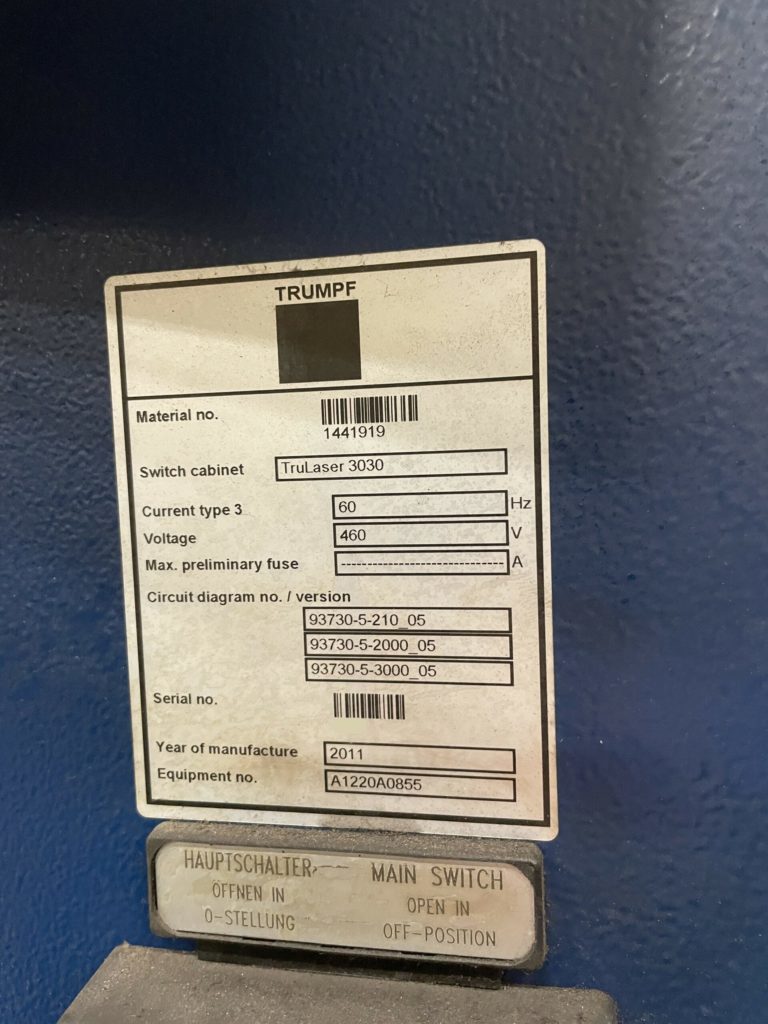 TRUMPF
Material no.
1441919
Switch cabinet TruLaser 3030
Current type 3 60 Hz
Voltage 460 V
Max. preliminary fuse ------------------------------- A
Circuit diagram no. / version
93730-5-210_05
93730-5-2000_05
93730-5-3000_05
Serial no.
Year of manufacture 2011
Equipment no. A1220A0855
HAUPTSCHALTER MAIN SWITCH
ÖFFNEN IN OPEN IN
0-STELLUNG OFF-POSITION